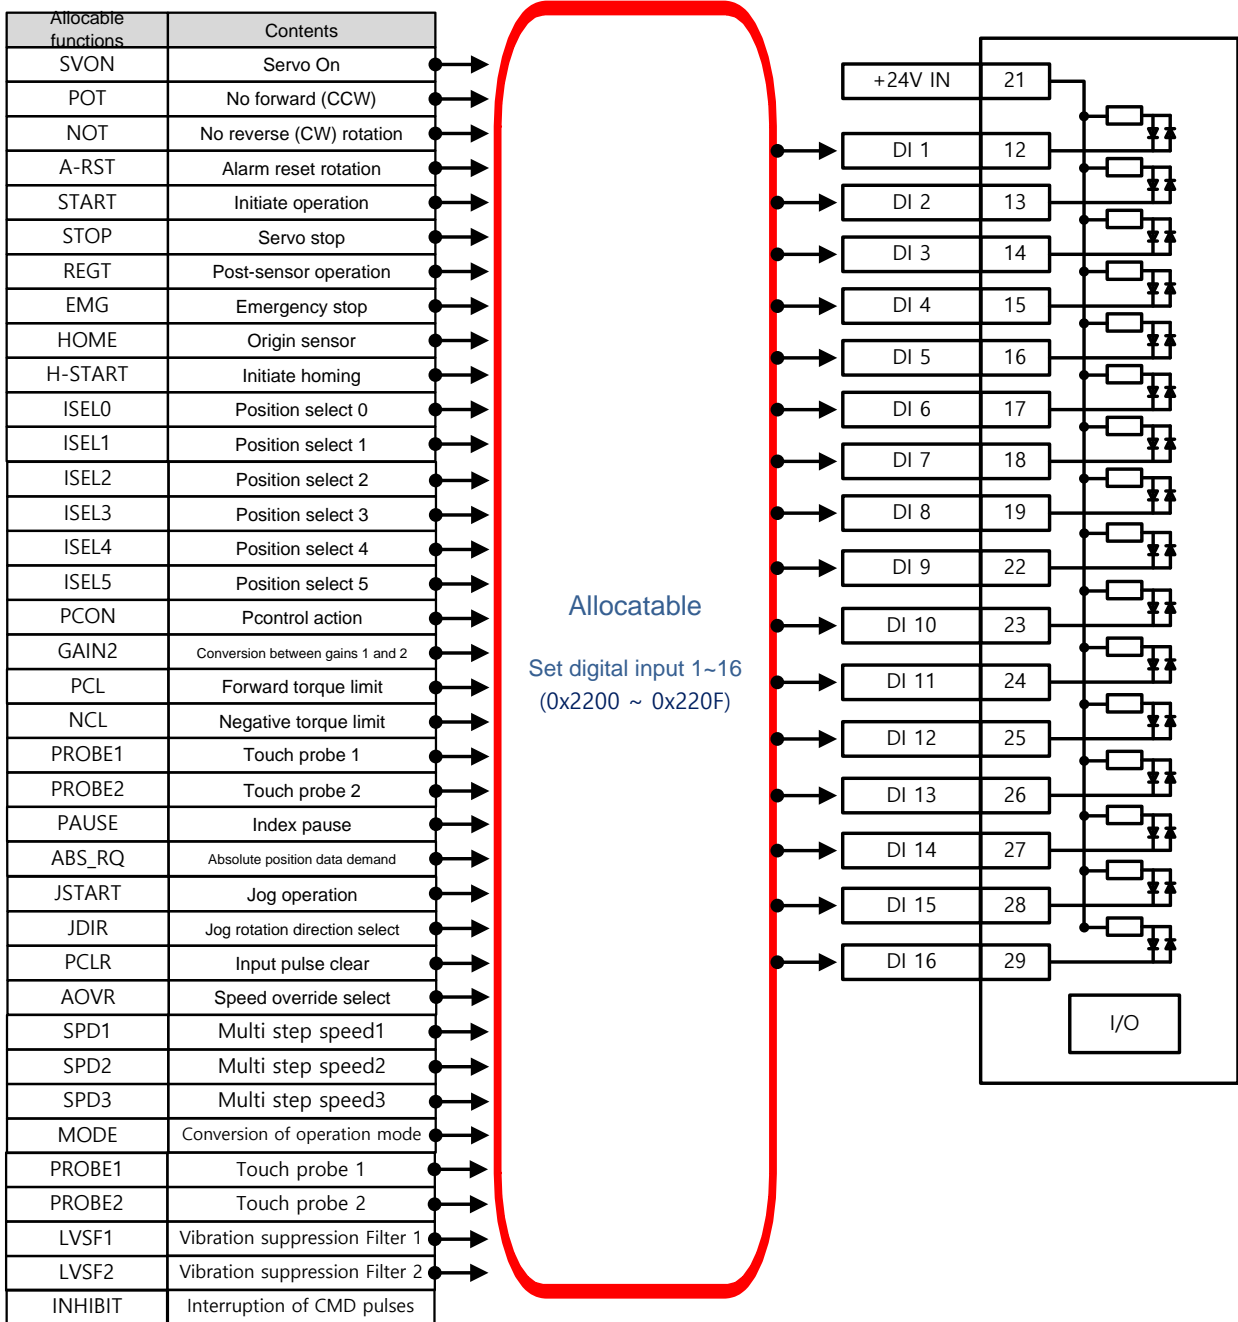 Allocable functions Contents
SVON Servo On
POT No forward (CCW)
NOT No reverse (CW) rotation
A-RST Alarm reset rotation
START Initiate operation
STOP Servo stop
REGT Post-sensor operation
EMG Emergency stop
HOME Origin sensor
H-START Initiate homing
ISEL0 Position select 0
ISEL1 Position select 1
ISEL2 Position select 2
ISEL3 Position select 3
ISEL4 Position select 4
ISEL5 Position select 5
PCON Pcontrol action
GAIN2 Conversion between gains 1 and 2
PCL Forward torque limit
NCL Negative torque limit
PROBE1 Touch probe 1
PROBE2 Touch probe 2
PAUSE Index pause
ABS_RQ Absolute position data demand
JSTART Jog operation
JDIR Jog rotation direction select
PCLR Input pulse clear
AOVR Speed override select
SPD1 Multi step speed1
SPD2 Multi step speed2
SPD3 Multi step speed3
MODE Conversion of operation mode
PROBE1 Touch probe 1
PROBE2 Touch probe 2
LVSF1 Vibration suppression Filter 1
LVSF2 Vibration suppression Filter 2
INHIBIT Interruption of CMD pulses
Allocatable
Set digital input 1~16
(0x2200 ~ 0x220F)
+24V IN 21
DI 1 12
DI 2 13
DI 3 14
DI 4 15
DI 5 16
DI 6 17
DI 7 18
DI 8 19
DI 9 22
DI 10 23
DI 11 24
DI 12 25
DI 13 26
DI 14 27
DI 15 28
DI 16 29
I/O